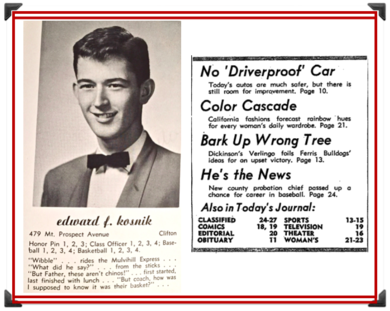 edward f. kosnik
479 Mt. Prospect Avenue Clifton
Honor Pin 1, 2, 3; Class Officer 1, 2, 3, 4; Base-
ball 1, 2, 3, 4; Basketball 1, 2, 3, 4.
"Wibble" . . . rides the Mulvihill Express . . .
"What did he say?" . . . from the sticks . . .
"But Father, these aren't chinos!" . . . first started,
last finished with lunch . . . "But coach, how was
I supposed to know it was their basket?" . . .
No 'Driverproof' Car
Today's autos are much safer, but there is
still room for improvement. Page 10.
Color Cascade
California fashions forecast rainbow hues
for every woman's daily wardrobe. Page 21.
Bark Up Wrong Tree
Dickinson's Verlingo foils Ferris Bulldogs'
ideas for an upset victory. Page 13.
He's the News
New county probation chief passed up a
chance for career in baseball. Page 24.
Also in Today's Journal:
CLASSIFIED 24-27 SPORTS 13-15
COMICS 18, 19 TELEVISION 19
EDITORIAL 20 THEATER 16
OBITUARY 11 WOMAN'S 21-23